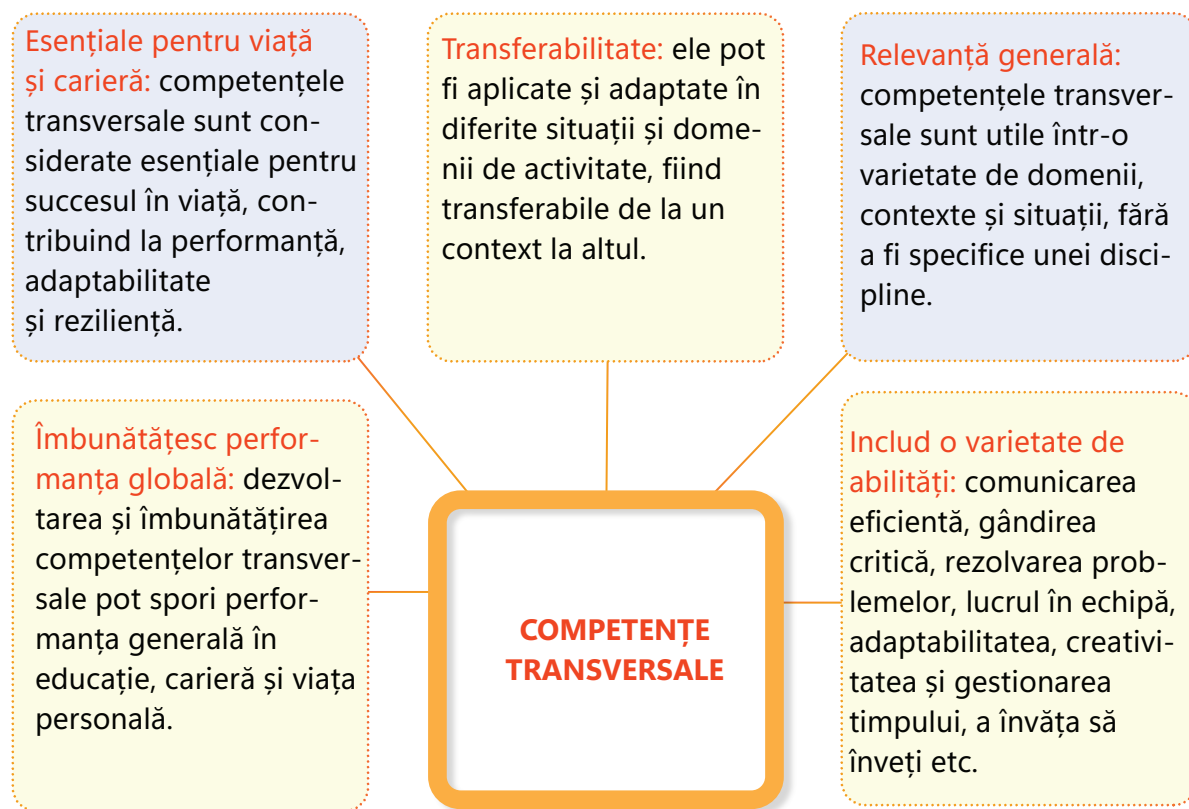 Esențiale pentru viață
și carieră: competențele
transversale sunt con-
siderate esențiale pentru
succesul în viață, con-
tribuind la performanță,
adaptabilitate
și reziliență.
Transferabilitate: ele pot
fi aplicate și adaptate în
diferite situații și dome-
nii de activitate, fiind
transferabile de la un
context la altul.
Relevanță generală:
competențele transver-
sale sunt utile într-o
varietate de domenii,
contexte și situații, fără
a fi specifice unei disci-
pline.
Îmbunătățesc perfor-
manța globală: dezvol-
tarea și îmbunătățirea
competențelor transver-
sale pot spori perfor-
manța generală în
educație, carieră și viața
personală.
COMPETENȚE
TRANSVERSALE
Includ o varietate de
abilități: comunicarea
eficientă, gândirea
critică, rezolvarea prob-
lemelor, lucrul în echipă,
adaptabilitatea, creativi-
tatea și gestionarea
timpului, a învăța să
înveți etc.